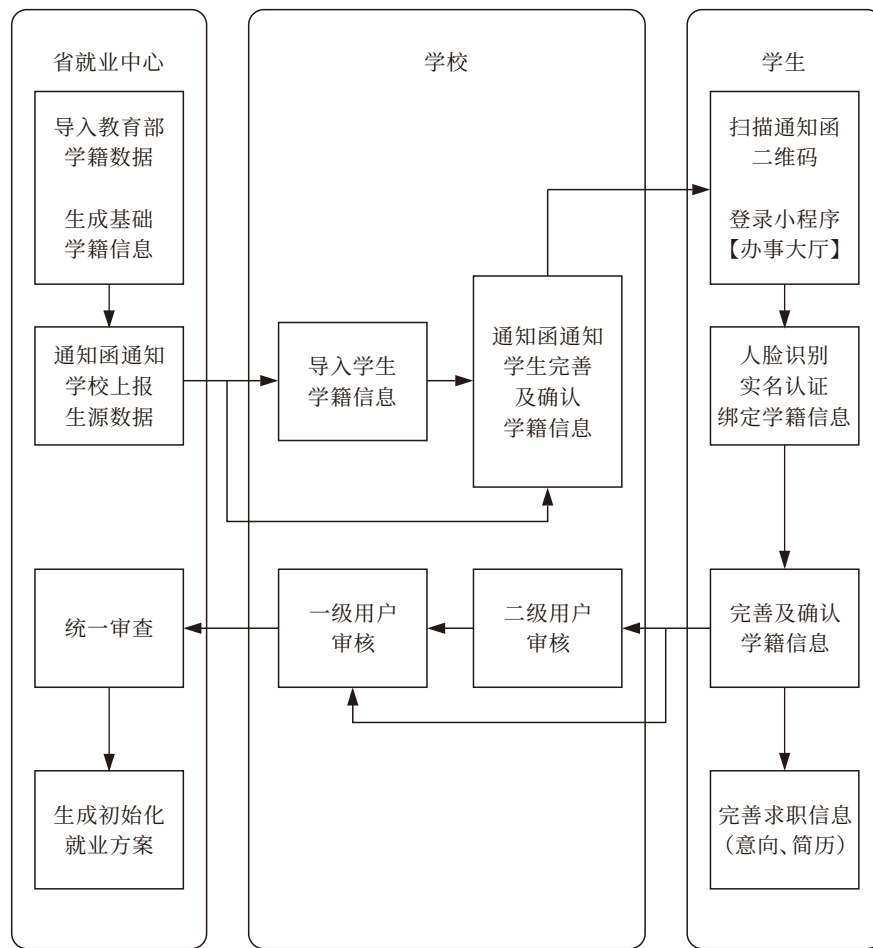 省就业中心
学校
学生
导入教育部
学籍数据
生成基础
学籍信息
扫描通知函
二维码
登录小程序
【办事大厅】
通知函通知
学校上报
生源数据
导入学生
学籍信息
通知函通知
学生完善
及确认
学籍信息
人脸识别
实名认证
绑定学籍信息
统一审查
一级用户
审核
二级用户
审核
完善及确认
学籍信息
生成初始化
就业方案
完善求职信息
（意向、简历）